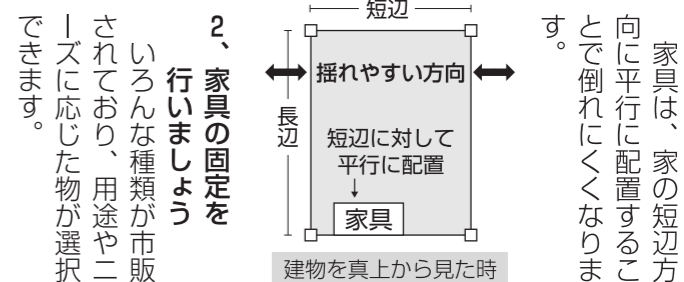 家具は、家の短辺方
向に平行に配置するこ
とで倒れにくくなりま
す。
短辺
揺れやすい方向
長辺
短辺に対して
平行に配置
↓
家具
建物を真上から見た時
2、家具の固定を
行いましょう
いろんな種類が市販
されており、用途やニ
ーズに応じた物が選択
できます。